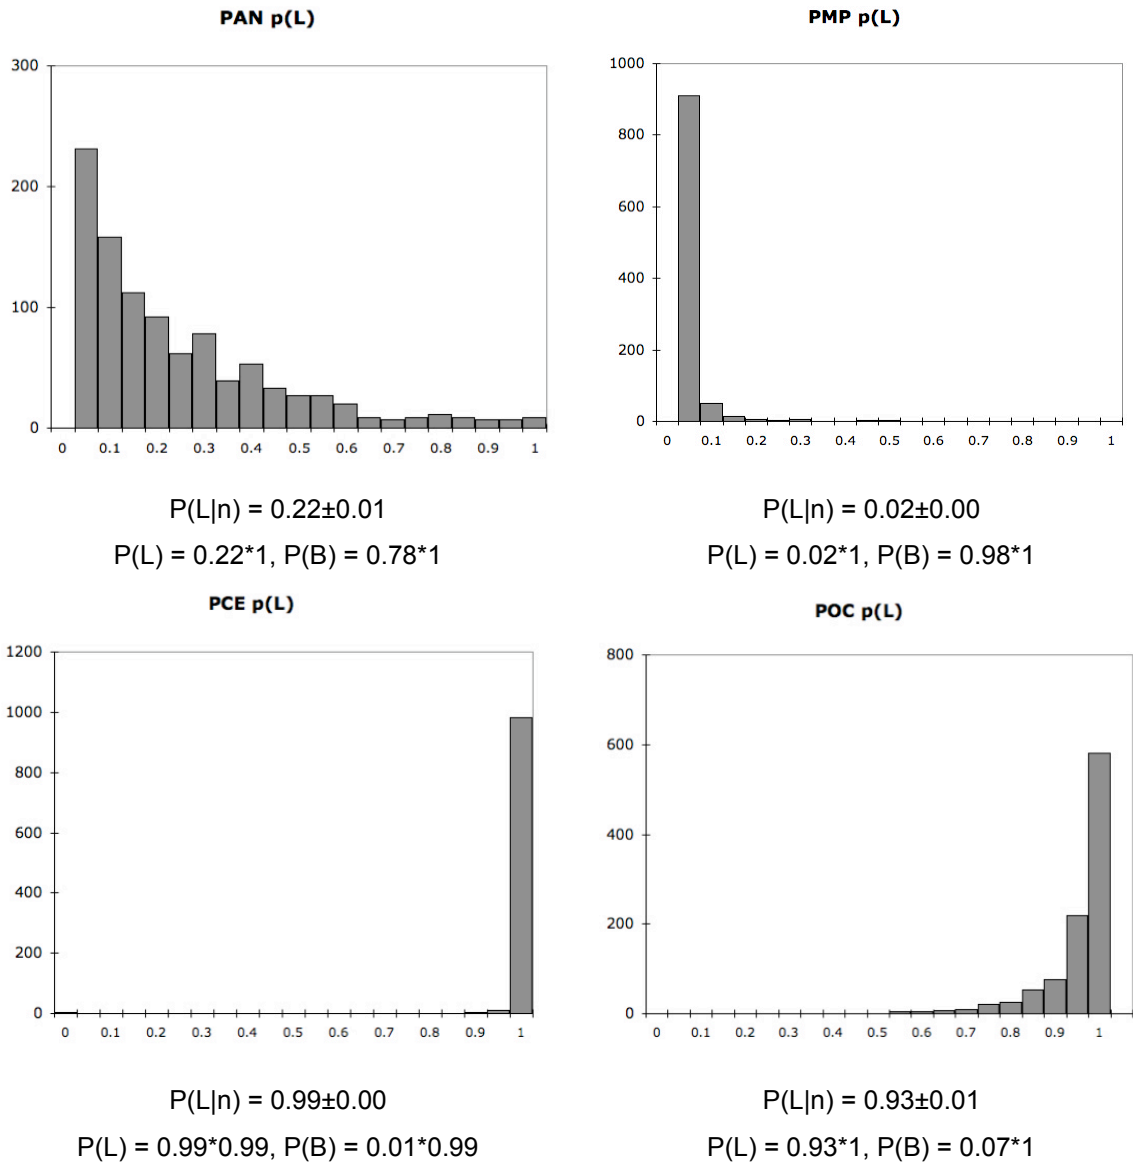 PAN p(L)
300
200
100
0
0 0.1 0.2 0.3 0.4 0.5 0.6 0.7 0.8 0.9 1
P(L|n) = 0.22±0.01
P(L) = 0.22*1, P(B) = 0.78*1
PMP p(L)
1000
800
600
400
200
0
0 0.1 0.2 0.3 0.4 0.5 0.6 0.7 0.8 0.9 1
P(L|n) = 0.02±0.00
P(L) = 0.02*1, P(B) = 0.98*1
PCE p(L)
1200
1000
800
600
400
200
0
0 0.1 0.2 0.3 0.4 0.5 0.6 0.7 0.8 0.9 1
P(L|n) = 0.99±0.00
P(L) = 0.99*0.99, P(B) = 0.01*0.99
POC p(L)
800
600
400
200
0
0 0.1 0.2 0.3 0.4 0.5 0.6 0.7 0.8 0.9 1
P(L|n) = 0.93±0.01
P(L) = 0.93*1, P(B) = 0.07*1